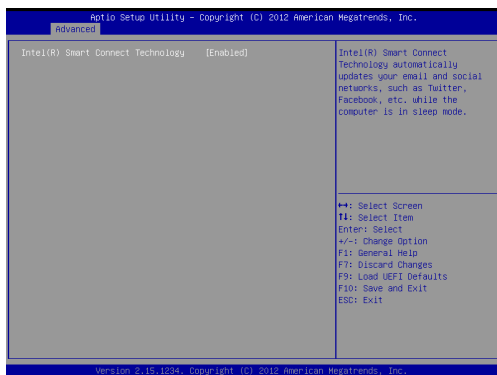 Aptio Setup Utility – Copyright (C) 2012 American Megatrends, Inc.
Advanced
Intel(R) Smart Connect Technology [Enabled]
Intel(R) Smart Connect
Technology automatically
updates your email and social
networks, such as Twitter,
Facebook, etc. while the
computer is in sleep mode.
↔: Select Screen
↑↓: Select Item
Enter: Select
+/-: Change Option
F1: General Help
F7: Discard Changes
F9: Load UEFI Defaults
F10: Save and Exit
ESC: Exit
Version 2.15.1234. Copyright (C) 2012 American Megatrends, Inc.